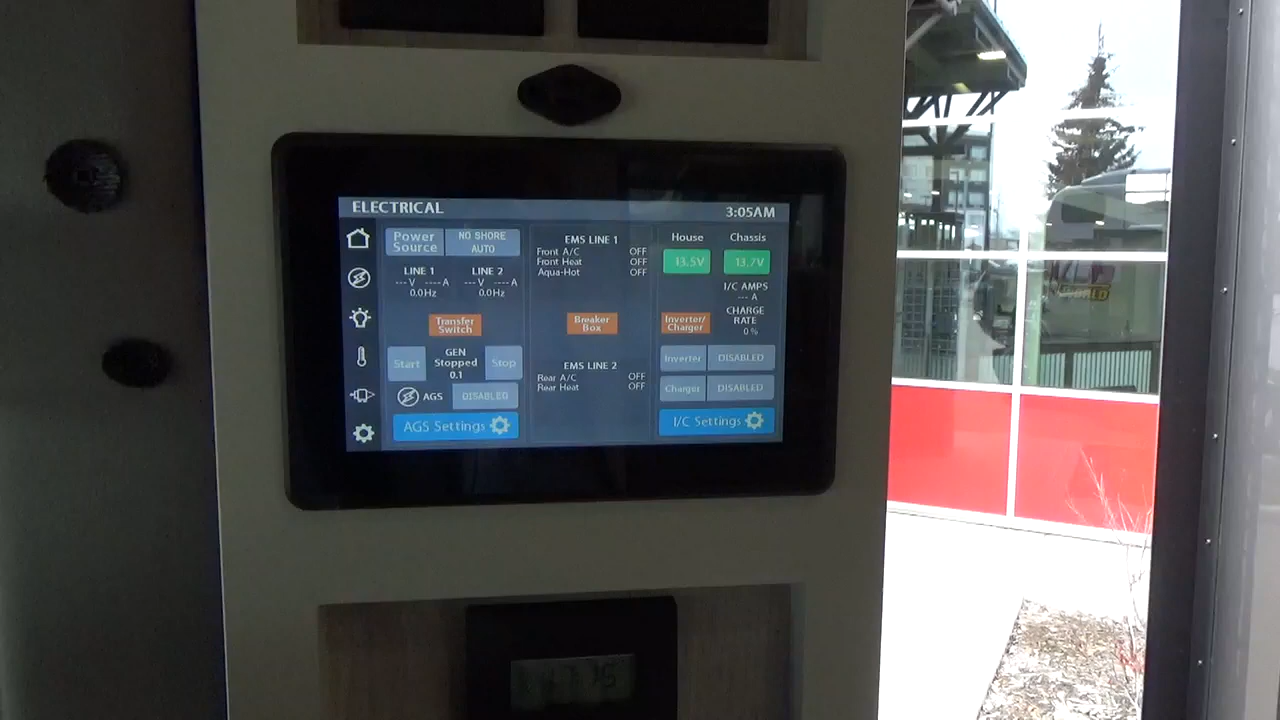 ELECTRICAL
3:05AM
Power
Source
NO SHORE
AUTO
LINE 1
LINE 2
--- V ---- A
--- V ---- A
0.0Hz
0.0Hz
Transfer
Switch
Start
GEN
Stopped
0.1
Stop
AGS
DISABLED
AGS Settings
EMS LINE 1
Front A/C OFF
Front Heat OFF
Aqua-Hot OFF
Breaker
Box
EMS LINE 2
Rear A/C OFF
Rear Heat OFF
House
Chassis
13.5V
13.7V
I/C AMPS
--- A
Inverter/
Charger
CHARGE
RATE
0 %
Inverter
DISABLED
Charger
DISABLED
I/C Settings